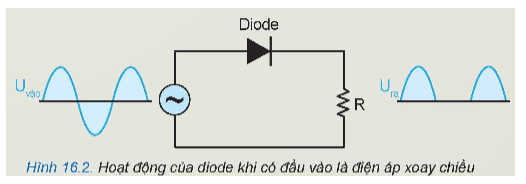 Diode
Uvào
~
R
Ura
Hình 16.2. Hoạt động của diode khi có đầu vào là điện áp xoay chiều